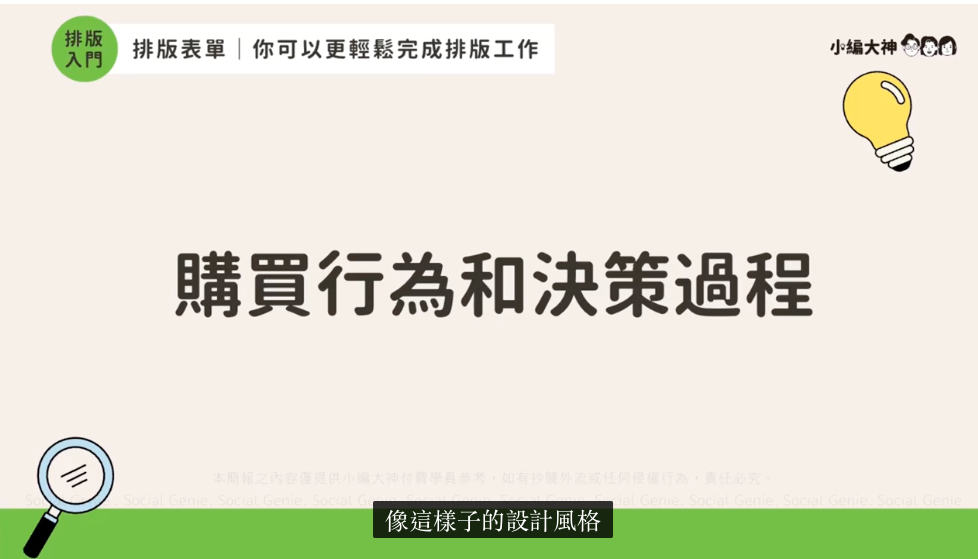 排版
入門
排版表單｜你可以更輕鬆完成排版工作
小編大神
購買行為和決策過程
本簡報之內容僅提供小編大神付費學員參考，如有抄襲外流或任何侵權行為，責任必究。
Social Genie, Social Genie, Social Genie, Social Genie, Social Genie, Social Genie, Social Genie, Social Genie, Social Genie, Social Genie
像這樣子的設計風格